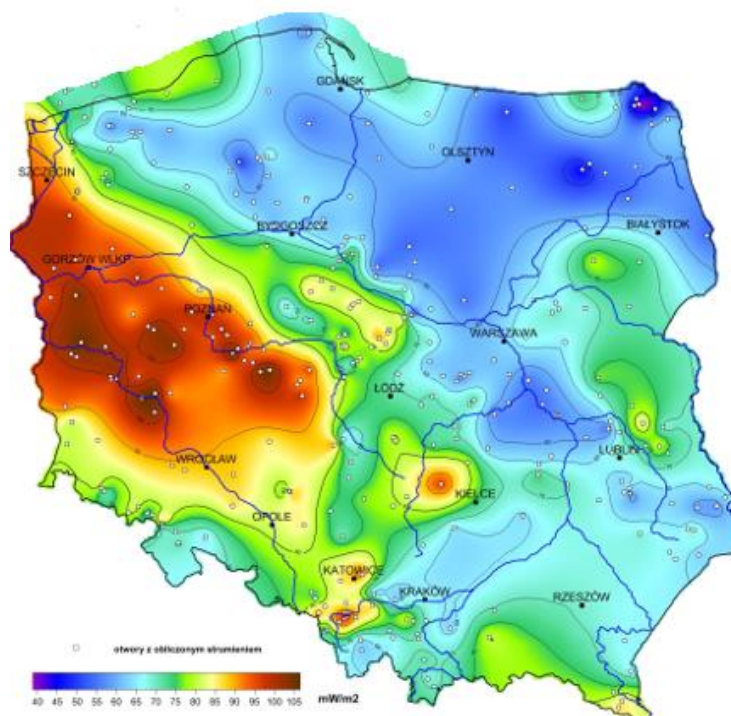 GDAŃSK
OLSZTYN
SZCZECIN
BYDGOSZCZ
BIAŁYSTOK
GORZÓW WLKP
POZNAŃ
WARSZAWA
ŁÓDŹ
LUBLIN
WROCŁAW
KIELCE
OPOLE
KATOWICE
KRAKÓW
RZESZÓW
otwory z obliczonym strumieniem
40 45 50 55 60 65 70 75 80 85 90 95 100 105 mW/m2